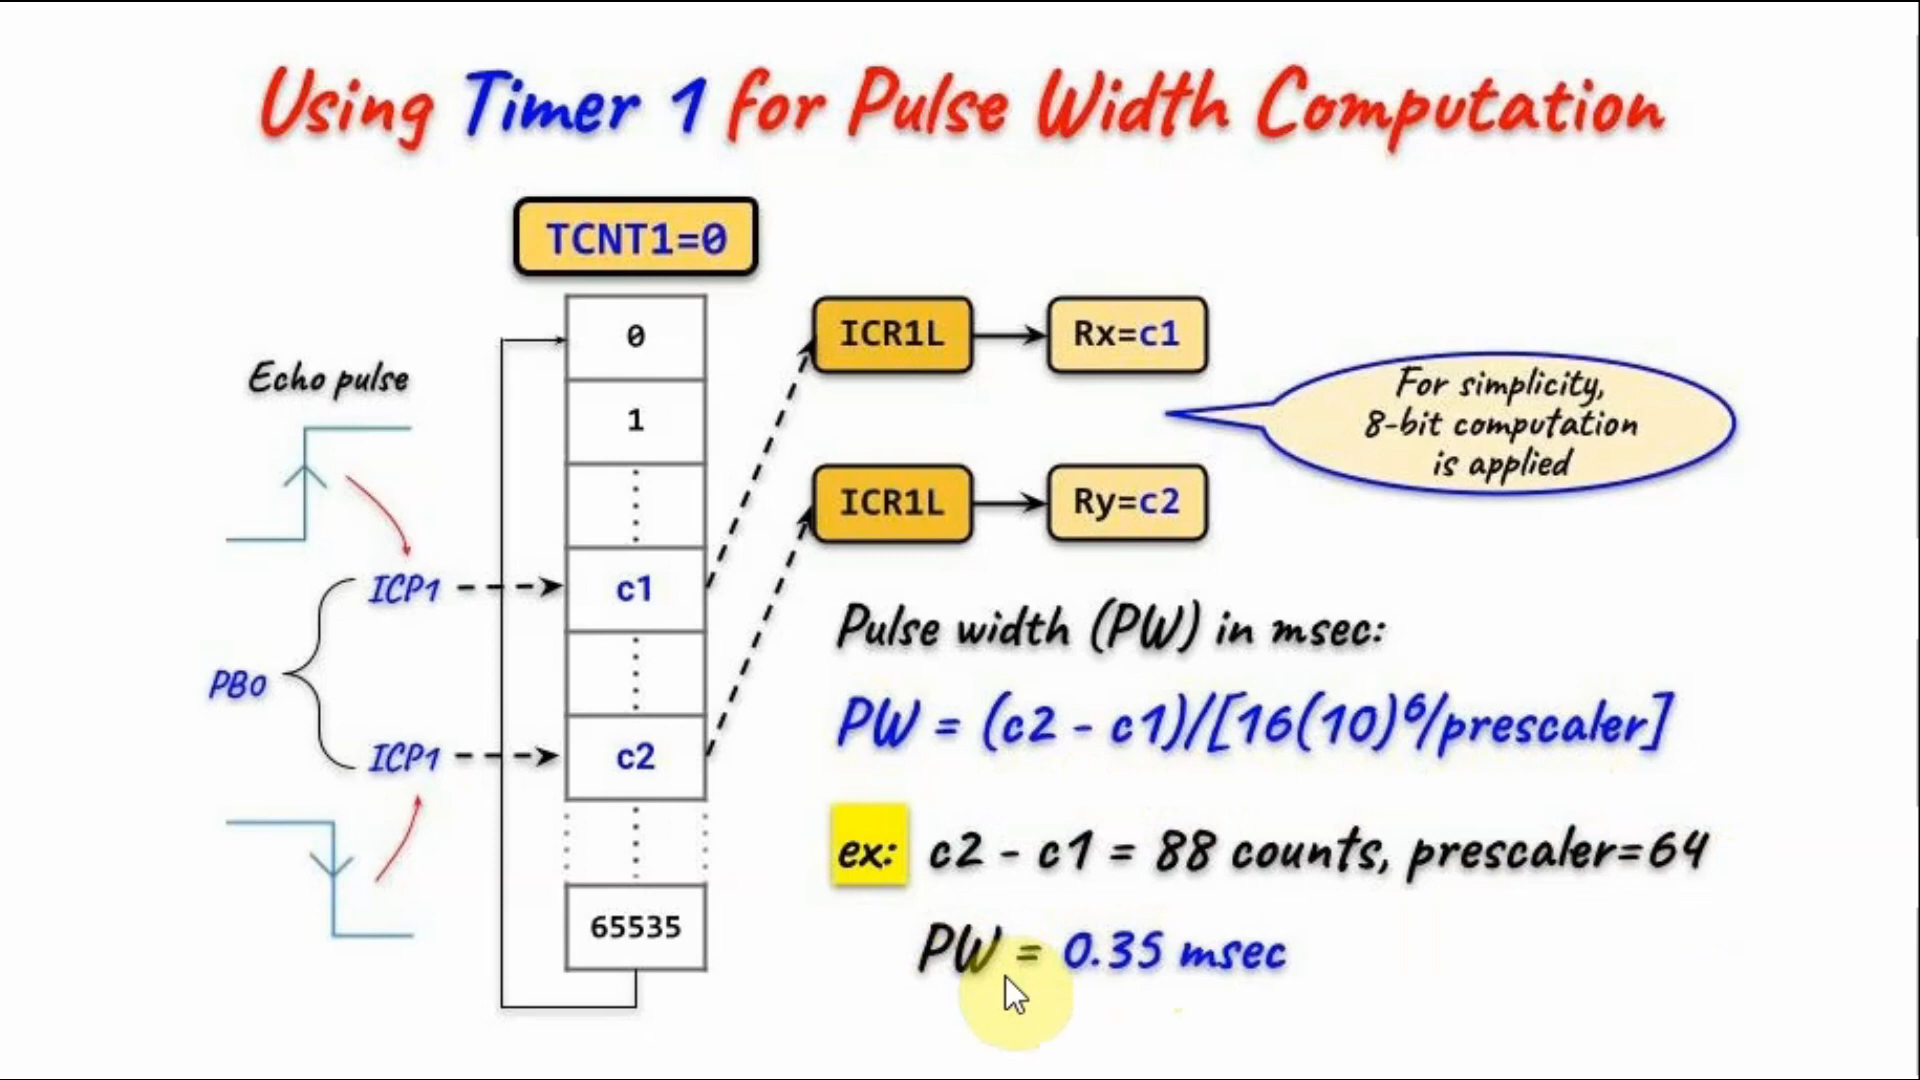 Using Timer 1 for Pulse Width Computation
TCNT1=0
0
1
c1
c2
65535
Echo pulse
ICP1
PB0
ICP1
ICR1L
Rx=c1
ICR1L
Ry=c2
For simplicity,
8-bit computation
is applied
Pulse width (PW) in msec:
PW = (c2 - c1)/[16(10)⁶/prescaler]
ex: c2 - c1 = 88 counts, prescaler=64
PW = 0.35 msec